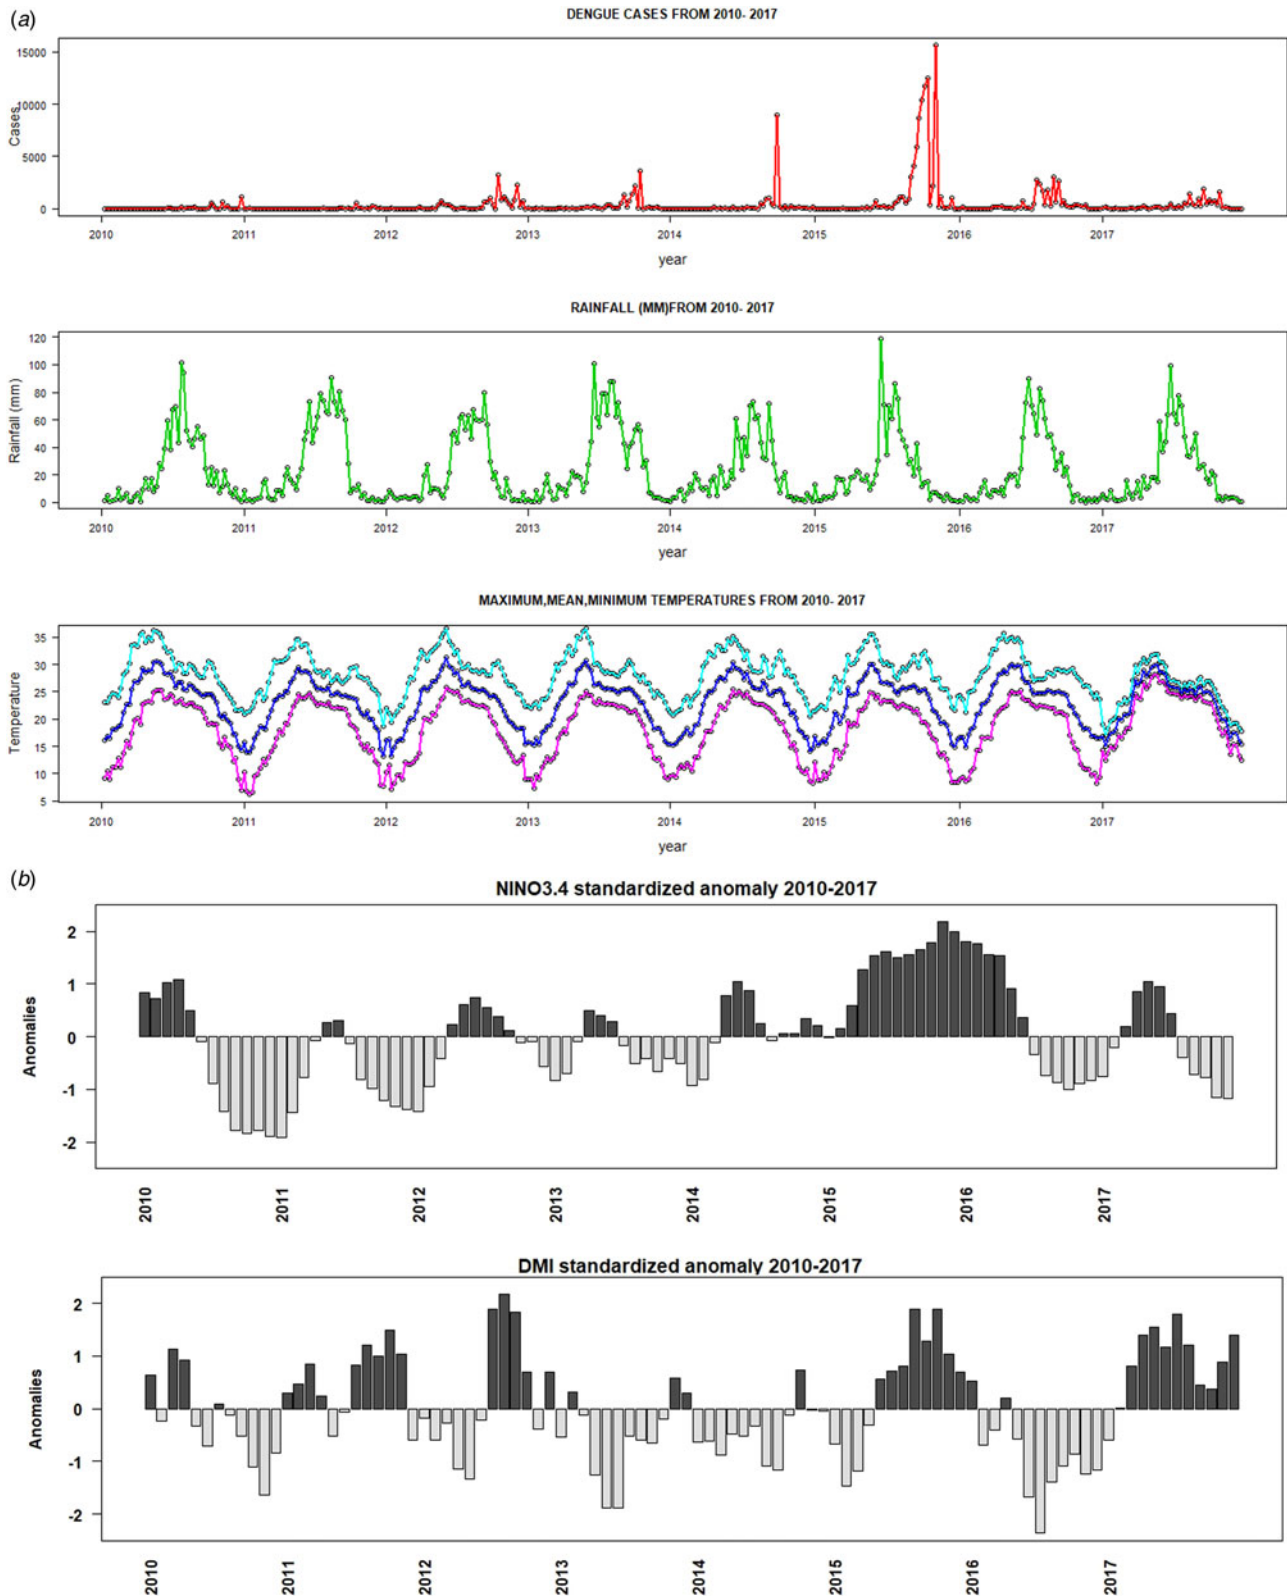 (a)
DENGUE CASES FROM 2010- 2017
Cases
15000
10000
5000
0
2010 2011 2012 2013 2014 2015 2016 2017
year
RAINFALL (MM)FROM 2010- 2017
Rainfall (mm)
120
100
80
60
40
20
0
2010 2011 2012 2013 2014 2015 2016 2017
year
MAXIMUM,MEAN,MINIMUM TEMPERATURES FROM 2010- 2017
Temperature
35
30
25
20
15
10
5
2010 2011 2012 2013 2014 2015 2016 2017
year
(b)
NINO3.4 standardized anomaly 2010-2017
Anomalies
2
1
0
-1
-2
2010 2011 2012 2013 2014 2015 2016 2017
DMI standardized anomaly 2010-2017
Anomalies
2
1
0
-1
-2
2010 2011 2012 2013 2014 2015 2016 2017